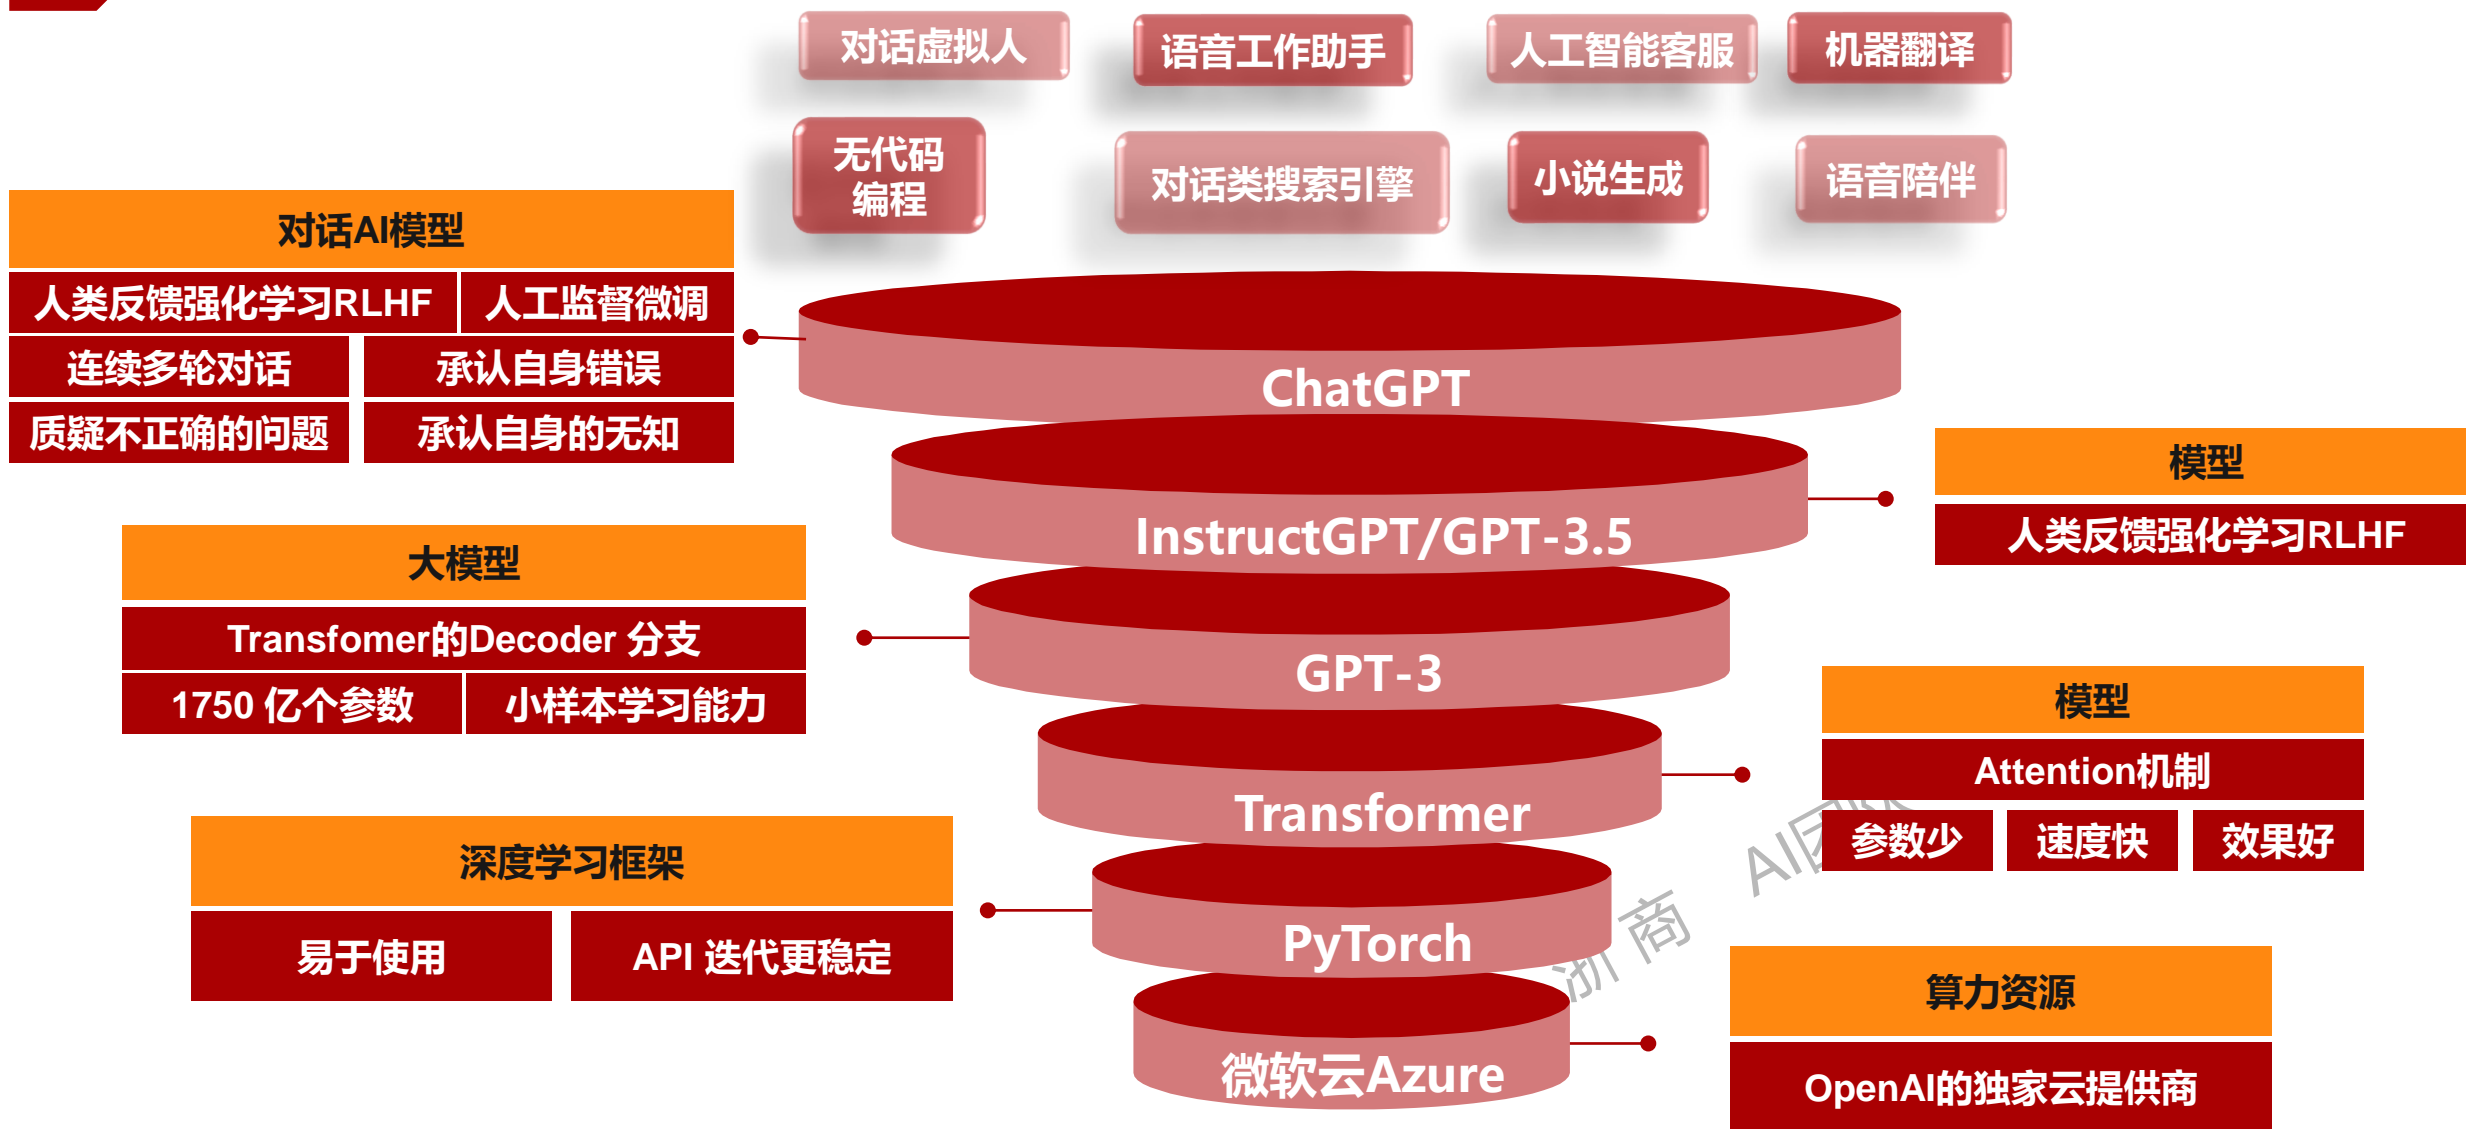 对话虚拟人
语音工作助手
人工智能客服
机器翻译
无代码
编程
对话类搜索引擎
小说生成
语音陪伴
对话AI模型
人类反馈强化学习RLHF
人工监督微调
连续多轮对话
承认自身错误
质疑不正确的问题
承认自身的无知
ChatGPT
InstructGPT/GPT-3.5
模型
人类反馈强化学习RLHF
大模型
Transfomer的Decoder 分支
1750 亿个参数
小样本学习能力
GPT-3
Transformer
模型
Attention机制
参数少
速度快
效果好
深度学习框架
易于使用
API 迭代更稳定
PyTorch
微软云Azure
算力资源
OpenAI的独家云提供商
浙商 AI团